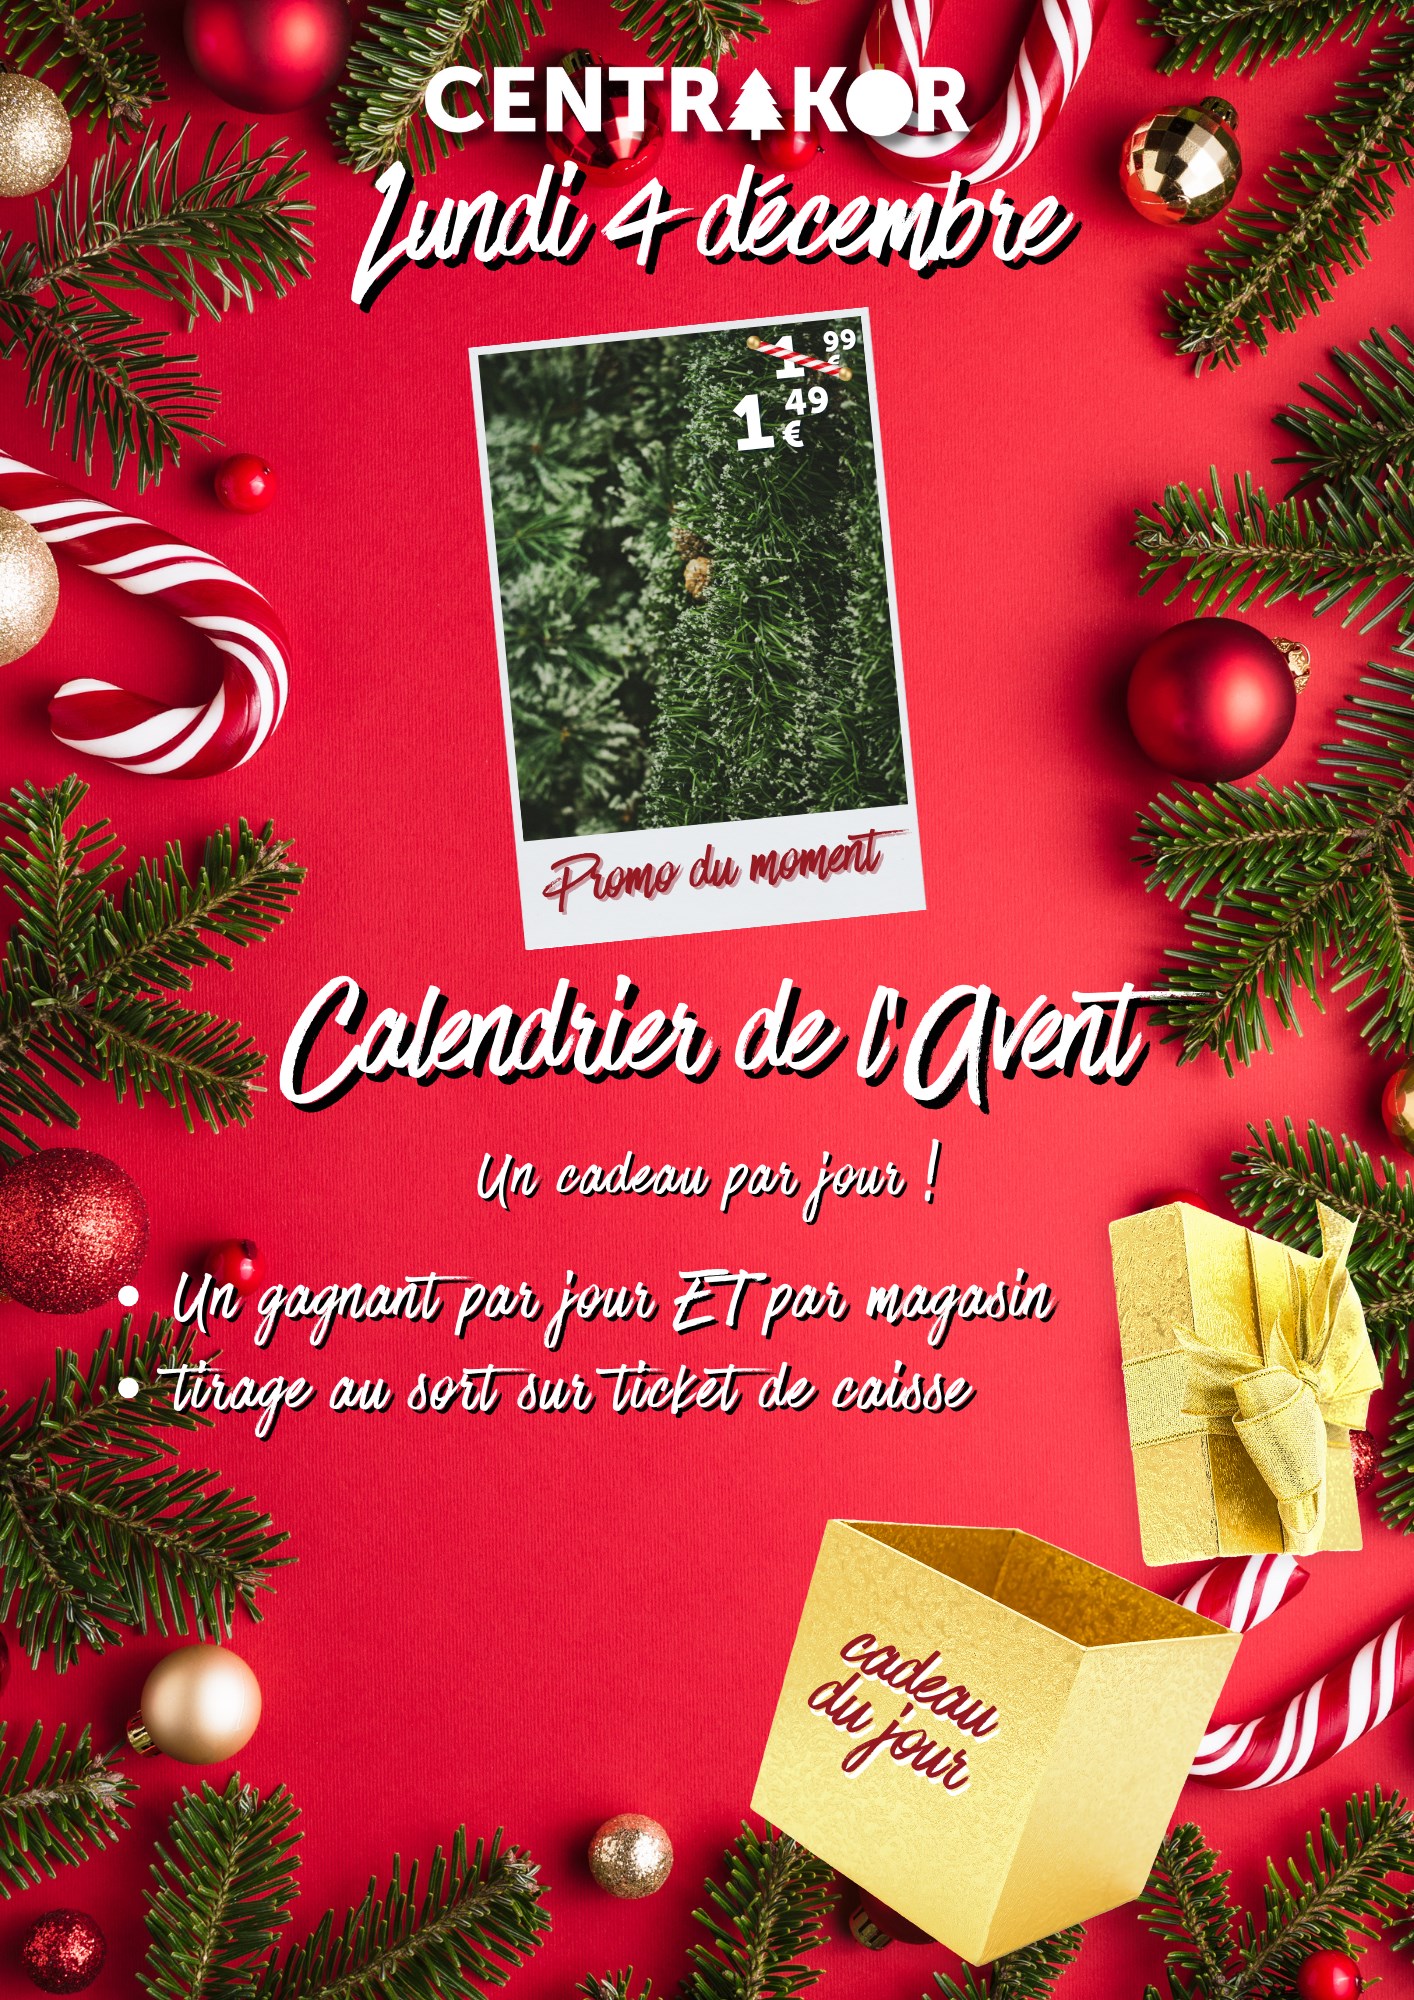 CENTRAKOR
Lundi 4 décembre
1 €99
1 €49
Promo du moment
Calendrier de l'Avent
Un cadeau par jour !
• Un gagnant par jour ET par magasin
• tirage au sort sur ticket de caisse
cadeau
du jour